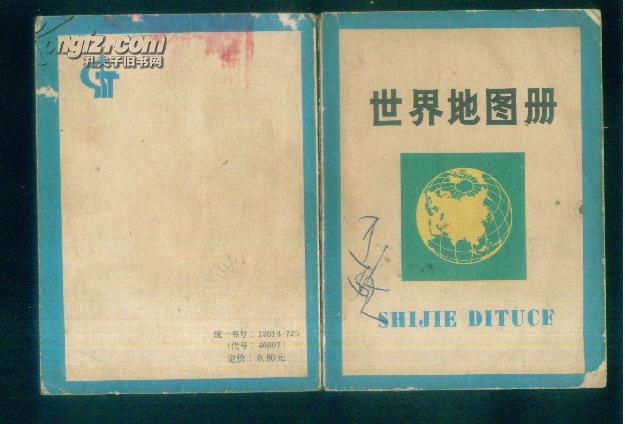 kongfz.com
孔夫子旧书网
统一书号：12014·725
(代号：46007)
定价：0.80元
世界地图册
SHIJIE DITUCE